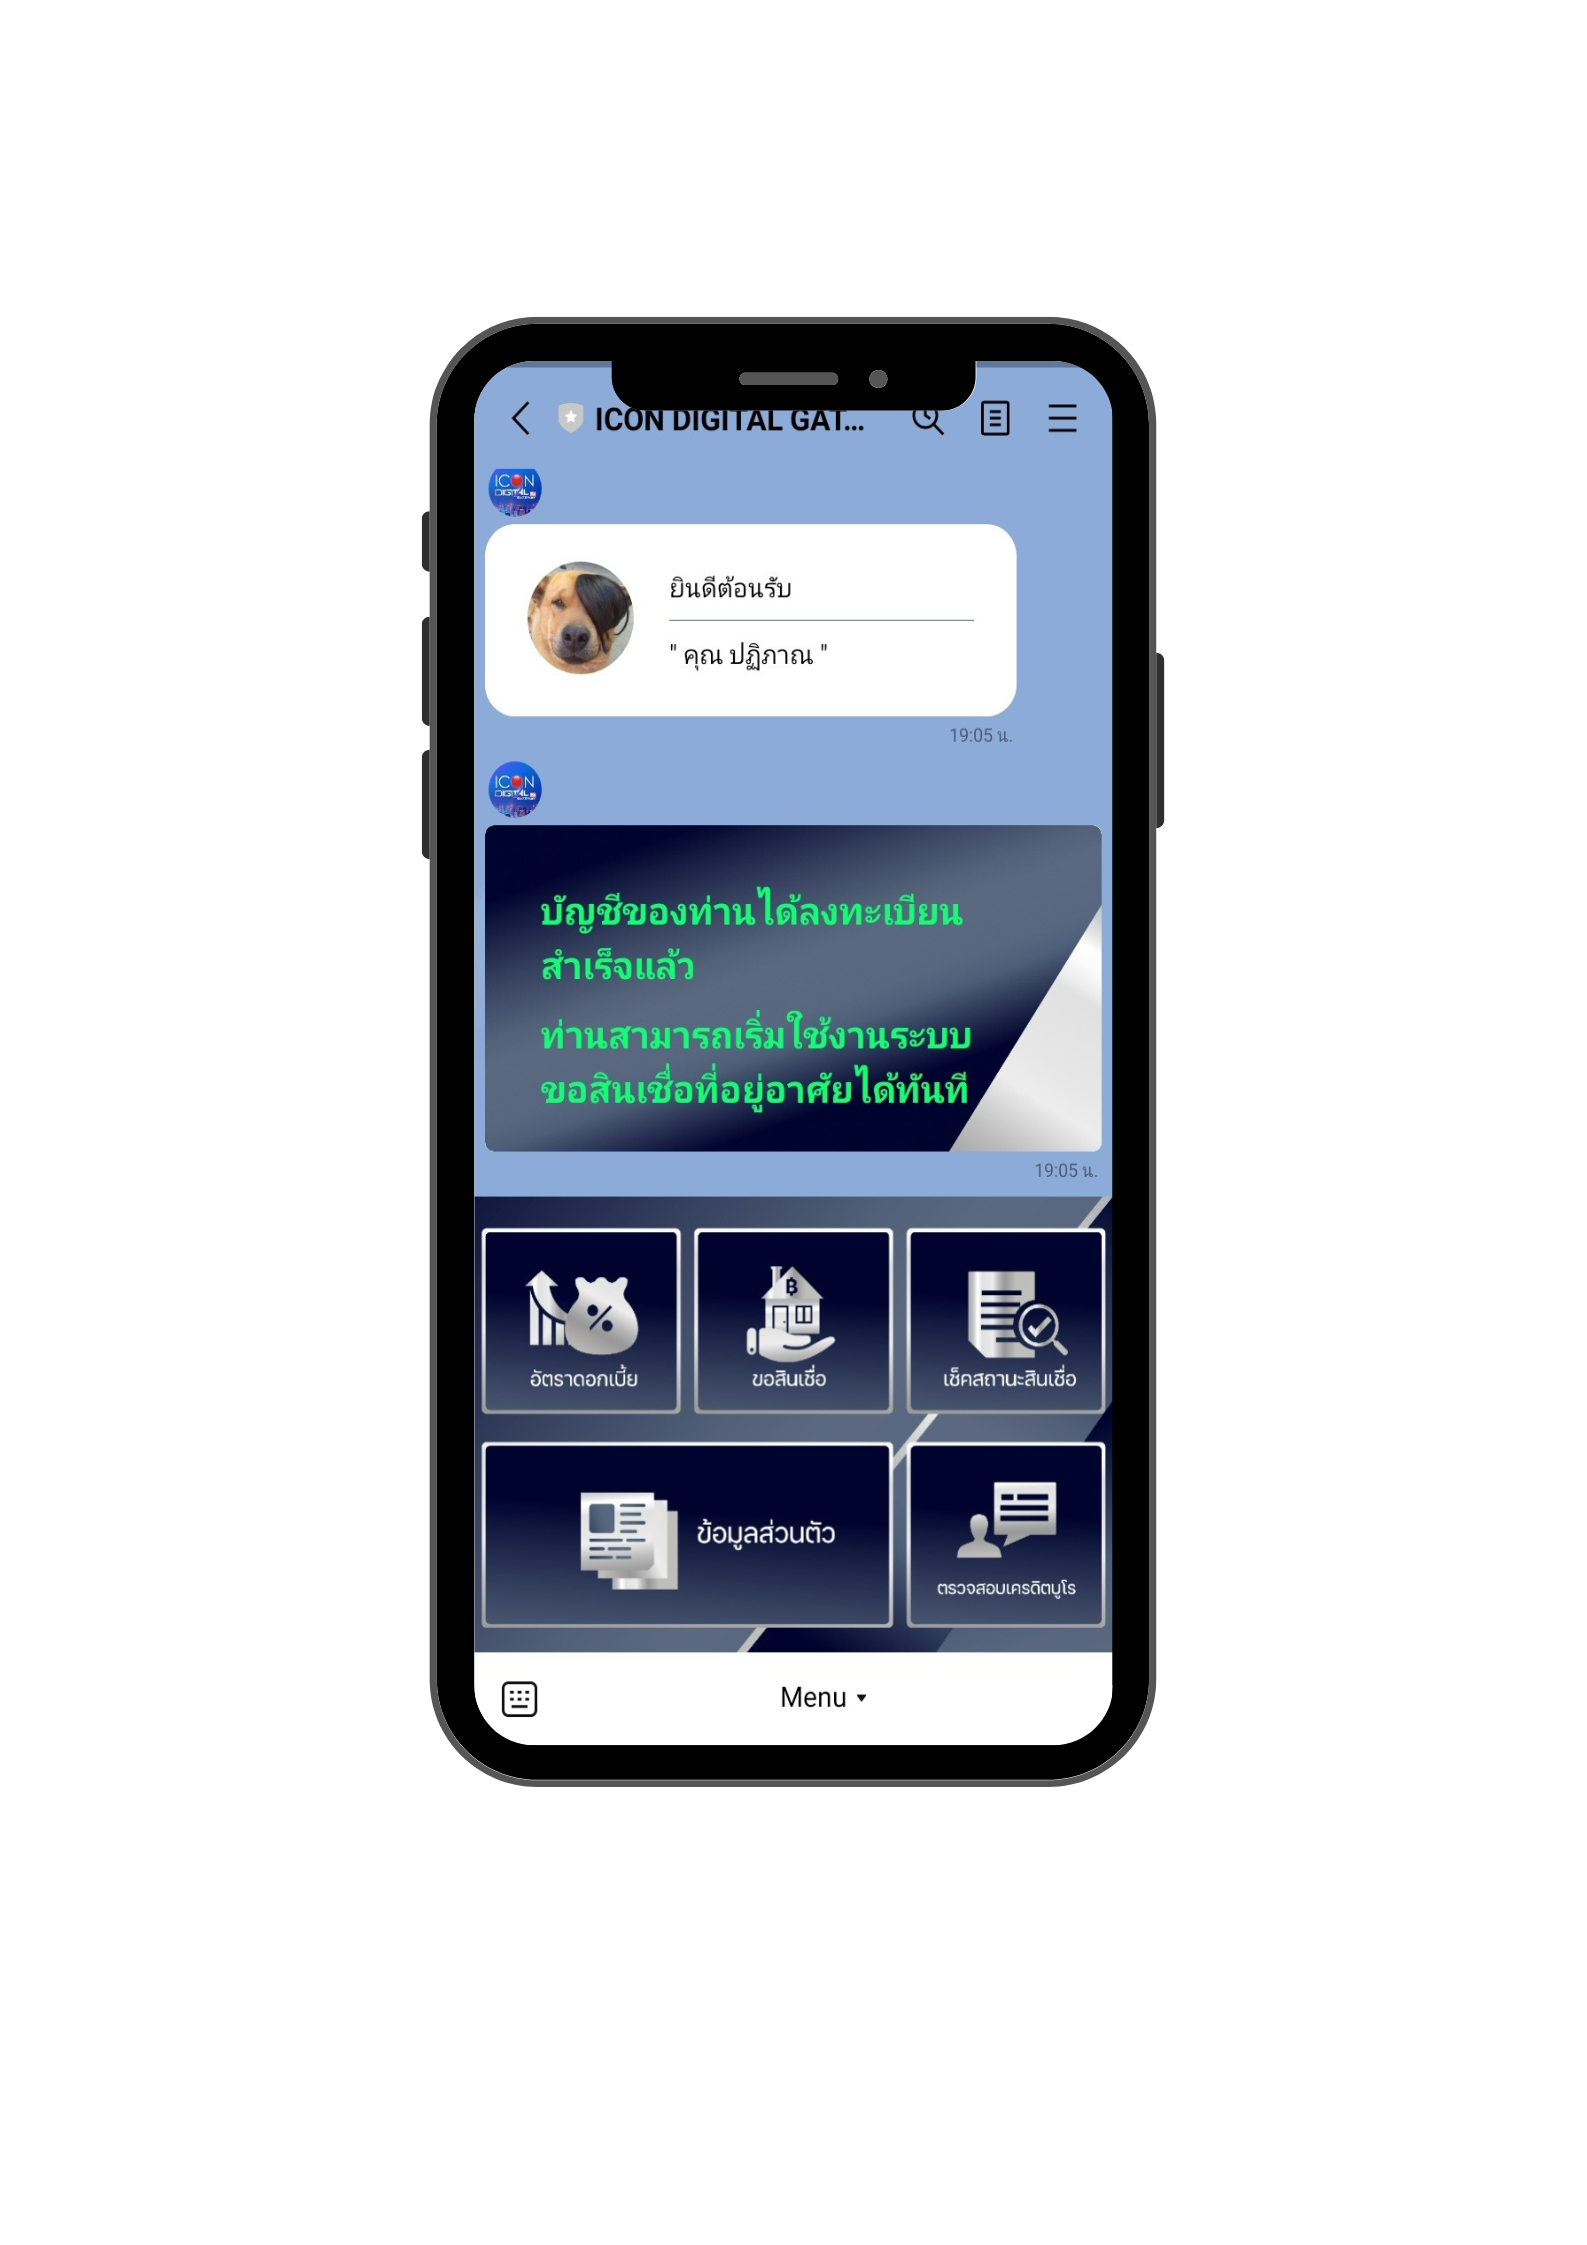 ICON DIGITAL GAT...
ICON
DIGITAL
ยินดีต้อนรับ
" คุณ ปฏิภาณ "
19:05 น.
ICON
DIGITAL
บัญชีของท่านได้ลงทะเบียน
สำเร็จแล้ว
ท่านสามารถเริ่มใช้งานระบบ
ขอสินเชื่อที่อยู่อาศัยได้ทันที
19:05 น.
อัตราดอกเบี้ย
ขอสินเชื่อ
เช็คสถานะสินเชื่อ
ข้อมูลส่วนตัว
ตรวจสอบเครดิตบูโร
Menu